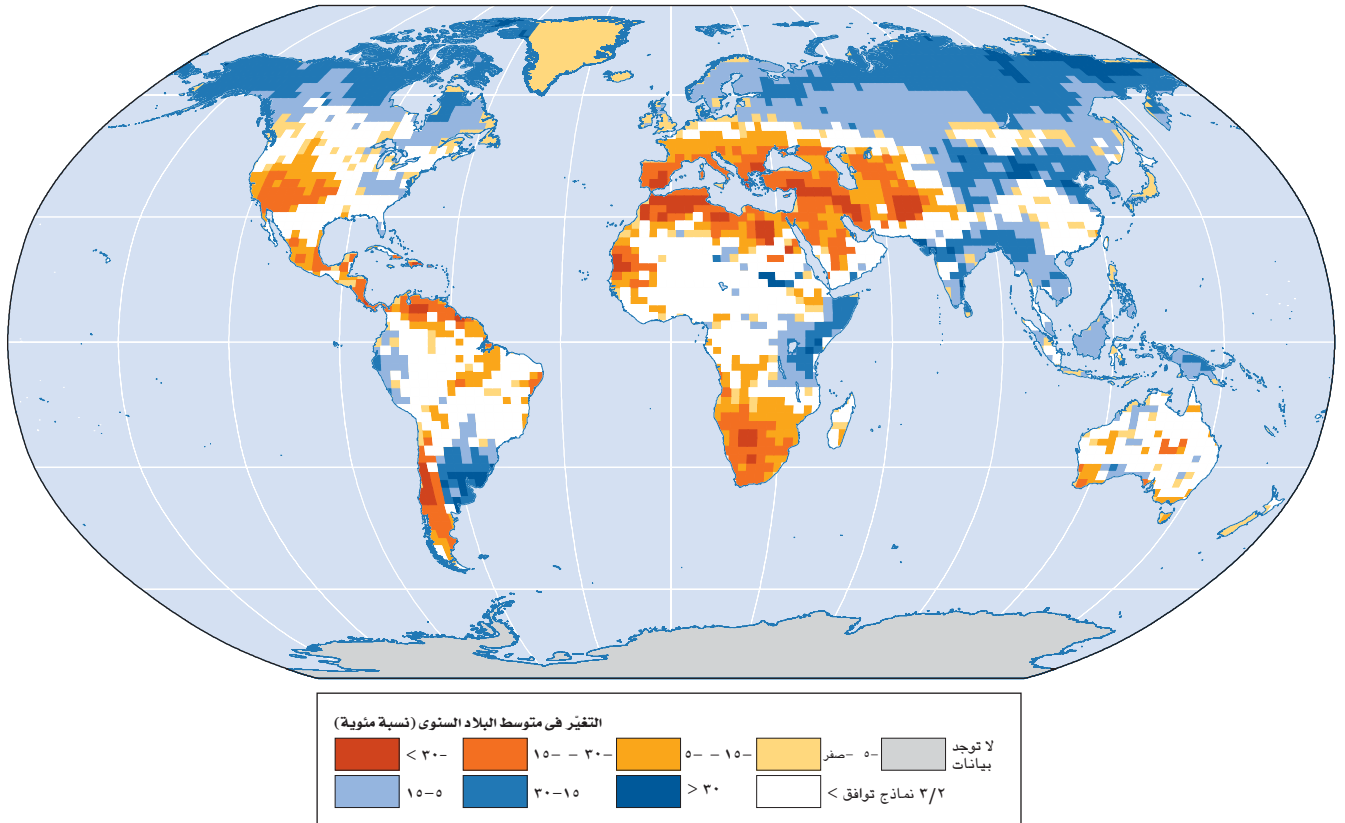 التغيّر فى متوسط البلاد السنوى (نسبة مئوية)
-٣٠ >
-٣٠ - -١٥
-١٥ - -٥
-٥ -صفر
لا توجد
بيانات
٥-١٥
١٥-٣٠
٣٠ <
٣/٢ نماذج توافق >